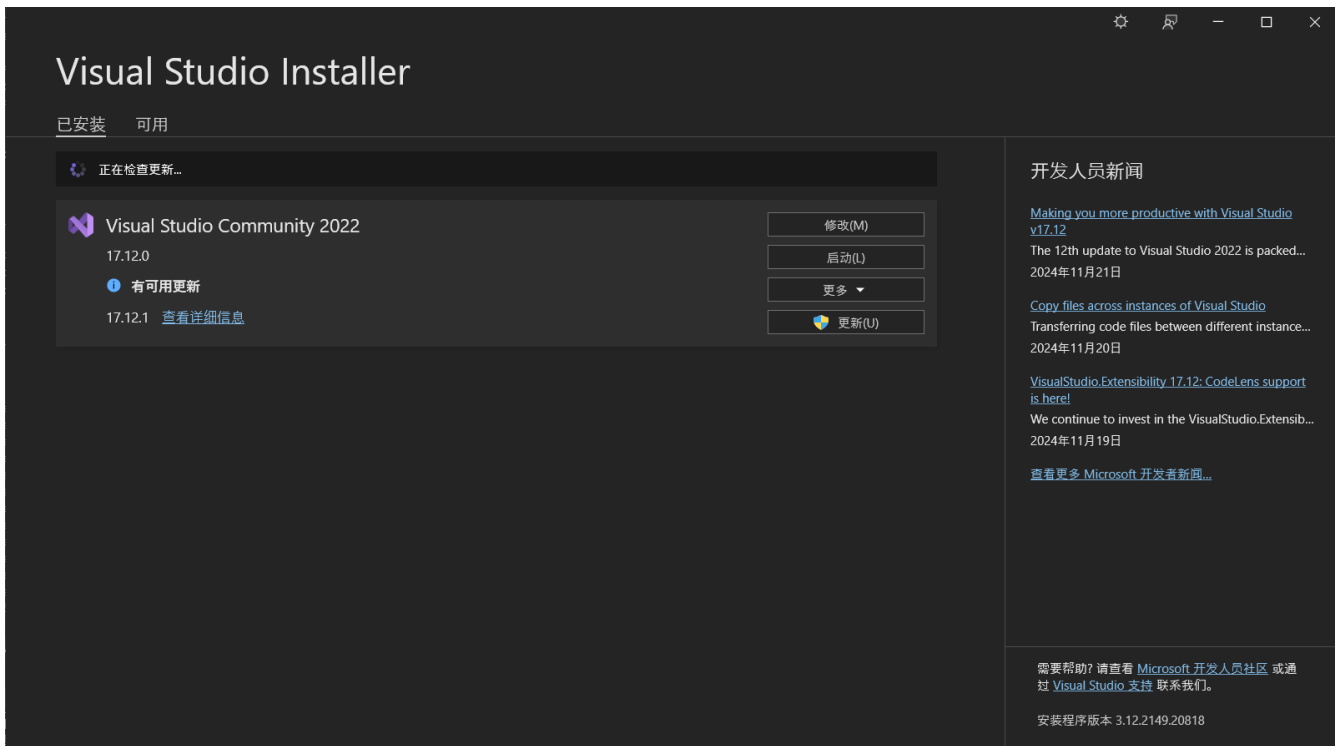 Visual Studio Installer
已安装
可用
正在检查更新...
Visual Studio Community 2022
17.12.0
有可用更新
17.12.1 查看详细信息
修改(M)
启动(L)
更多
更新(U)
开发人员新闻
Making you more productive with Visual Studio
v17.12
The 12th update to Visual Studio 2022 is packed...
2024年11月21日
Copy files across instances of Visual Studio
Transferring code files between different instance...
2024年11月20日
VisualStudio.Extensibility 17.12: CodeLens support
is here!
We continue to invest in the VisualStudio.Extensib...
2024年11月19日
查看更多 Microsoft 开发者新闻...
需要帮助? 请查看 Microsoft 开发人员社区 或通
过 Visual Studio 支持 联系我们。
安装程序版本 3.12.2149.20818